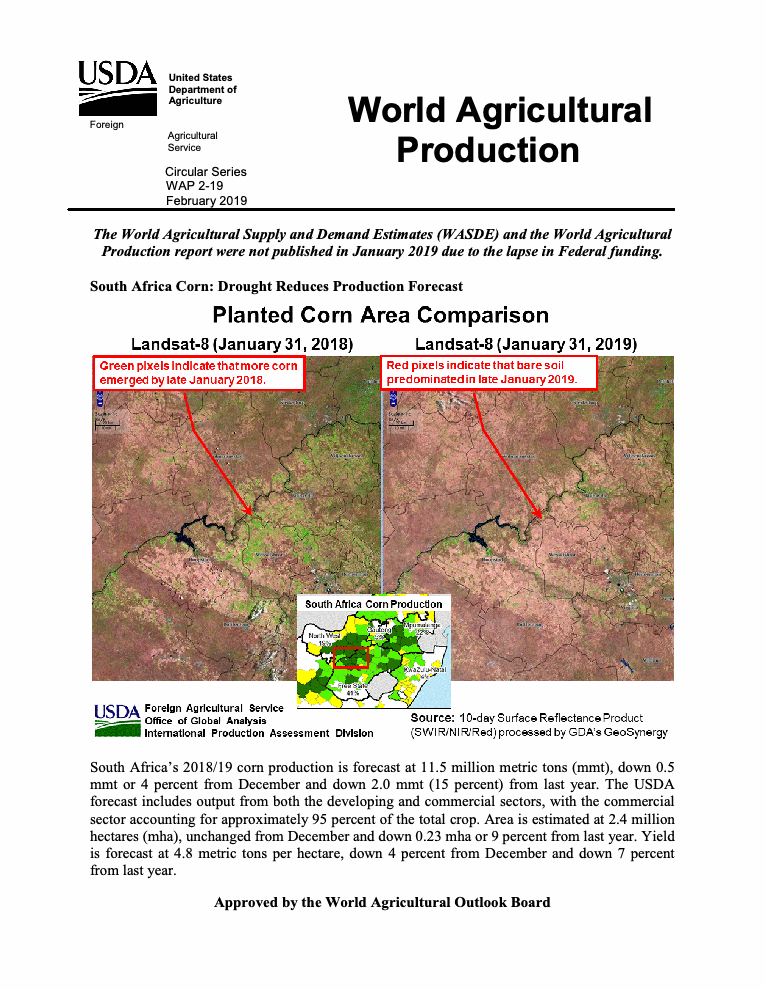 USDA
United States
Department of
Agriculture
Foreign
Agricultural
Service
Circular Series
WAP 2-19
February 2019
World Agricultural
Production
The World Agricultural Supply and Demand Estimates (WASDE) and the World Agricultural
Production report were not published in January 2019 due to the lapse in Federal funding.
South Africa Corn: Drought Reduces Production Forecast
Planted Corn Area Comparison
Landsat-8 (January 31, 2018)
Landsat-8 (January 31, 2019)
Green pixels indicate that more corn
emerged by late January 2018.
Red pixels indicate that bare soil
predominated in late January 2019.
South Africa Corn Production
North West
Gauteng
Mpumalanga
KwaZulu-Natal
Free State
41%
USDA
Foreign Agricultural Service
Office of Global Analysis
International Production Assessment Division
Source: 10-day Surface Reflectance Product
(SWIR/NIR/Red) processed by GDA's GeoSynergy
South Africa’s 2018/19 corn production is forecast at 11.5 million metric tons (mmt), down 0.5
mmt or 4 percent from December and down 2.0 mmt (15 percent) from last year. The USDA
forecast includes output from both the developing and commercial sectors, with the commercial
sector accounting for approximately 95 percent of the total crop. Area is estimated at 2.4 million
hectares (mha), unchanged from December and down 0.23 mha or 9 percent from last year. Yield
is forecast at 4.8 metric tons per hectare, down 4 percent from December and down 7 percent
from last year.
Approved by the World Agricultural Outlook Board